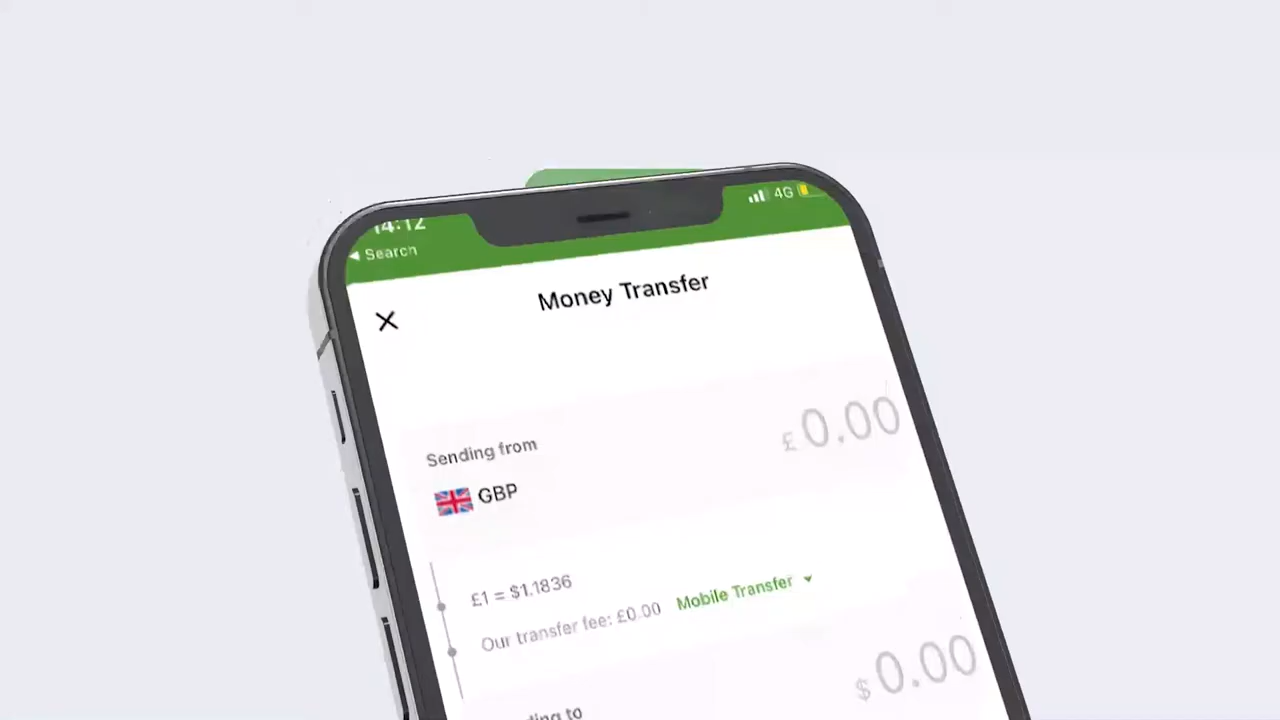 14:12
4G
◀ Search
Money Transfer
Sending from
£ 0.00
GBP
£1 = $1.1836
Our transfer fee: £0.00 Mobile Transfer
$ 0.00
to